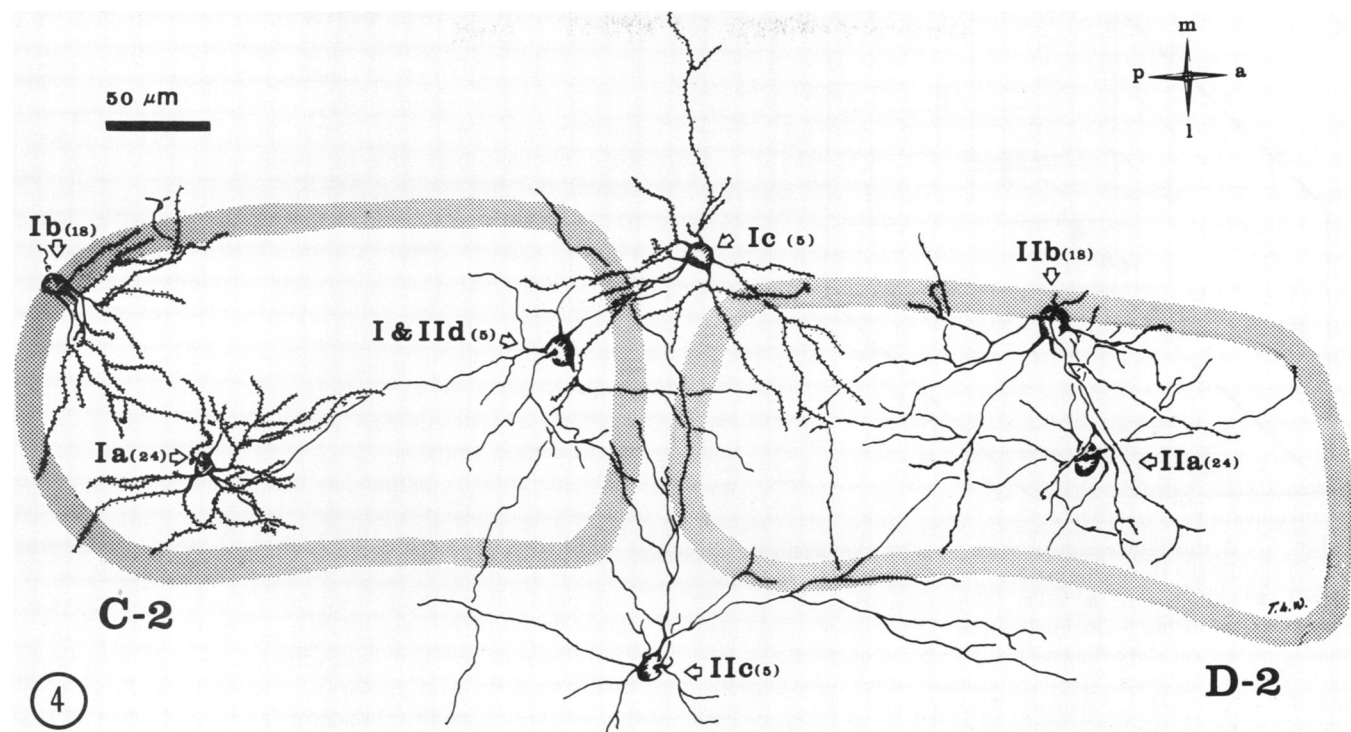 m
p a
l
50 μm
Ib(18)
Ic (5)
IIb(18)
I & IId(5)
Ia(24)
IIa(24)
T.A.W.
C-2
IIc(5)
D-2
4